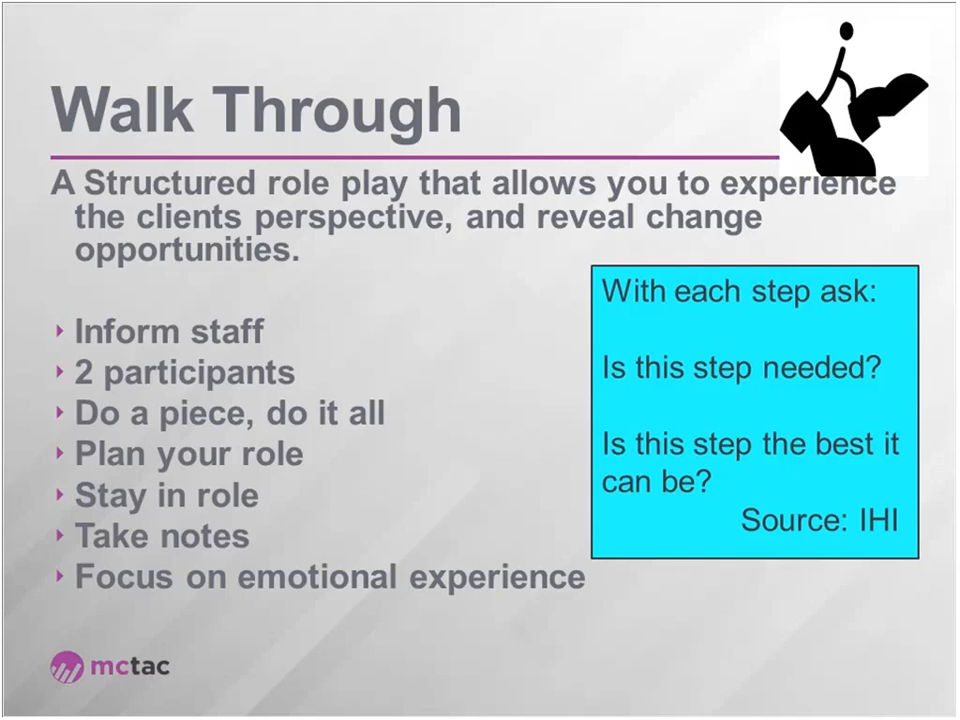 Walk Through
A Structured role play that allows you to experience
the clients perspective, and reveal change
opportunities.
Inform staff
2 participants
Do a piece, do it all
Plan your role
Stay in role
Take notes
Focus on emotional experience
With each step ask:
Is this step needed?
Is this step the best it
can be?
Source: IHI
mctac